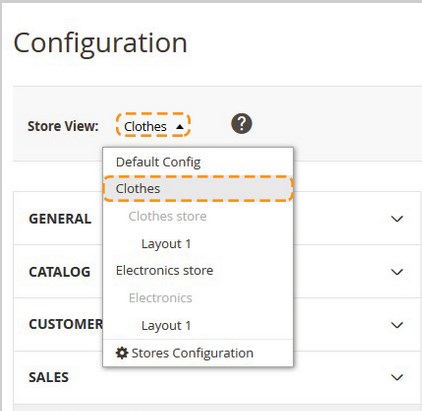 Configuration
Store View: Clothes
?
Default Config
Clothes
Clothes store
Layout 1
Electronics store
Electronics
Layout 1
Stores Configuration
GENERAL
CATALOG
CUSTOMER
SALES